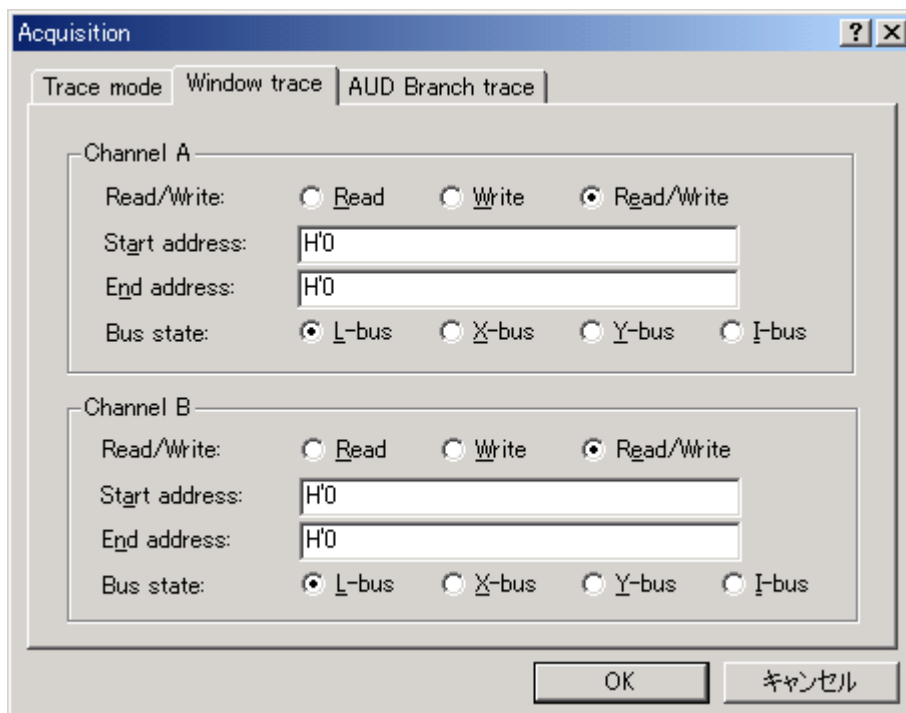 Acquisition
Trace mode Window trace AUD Branch trace
Channel A
Read/Write: Read Write Read/Write
Start address: H'0
End address: H'0
Bus state: L-bus X-bus Y-bus I-bus
Channel B
Read/Write: Read Write Read/Write
Start address: H'0
End address: H'0
Bus state: L-bus X-bus Y-bus I-bus
OK キャンセル